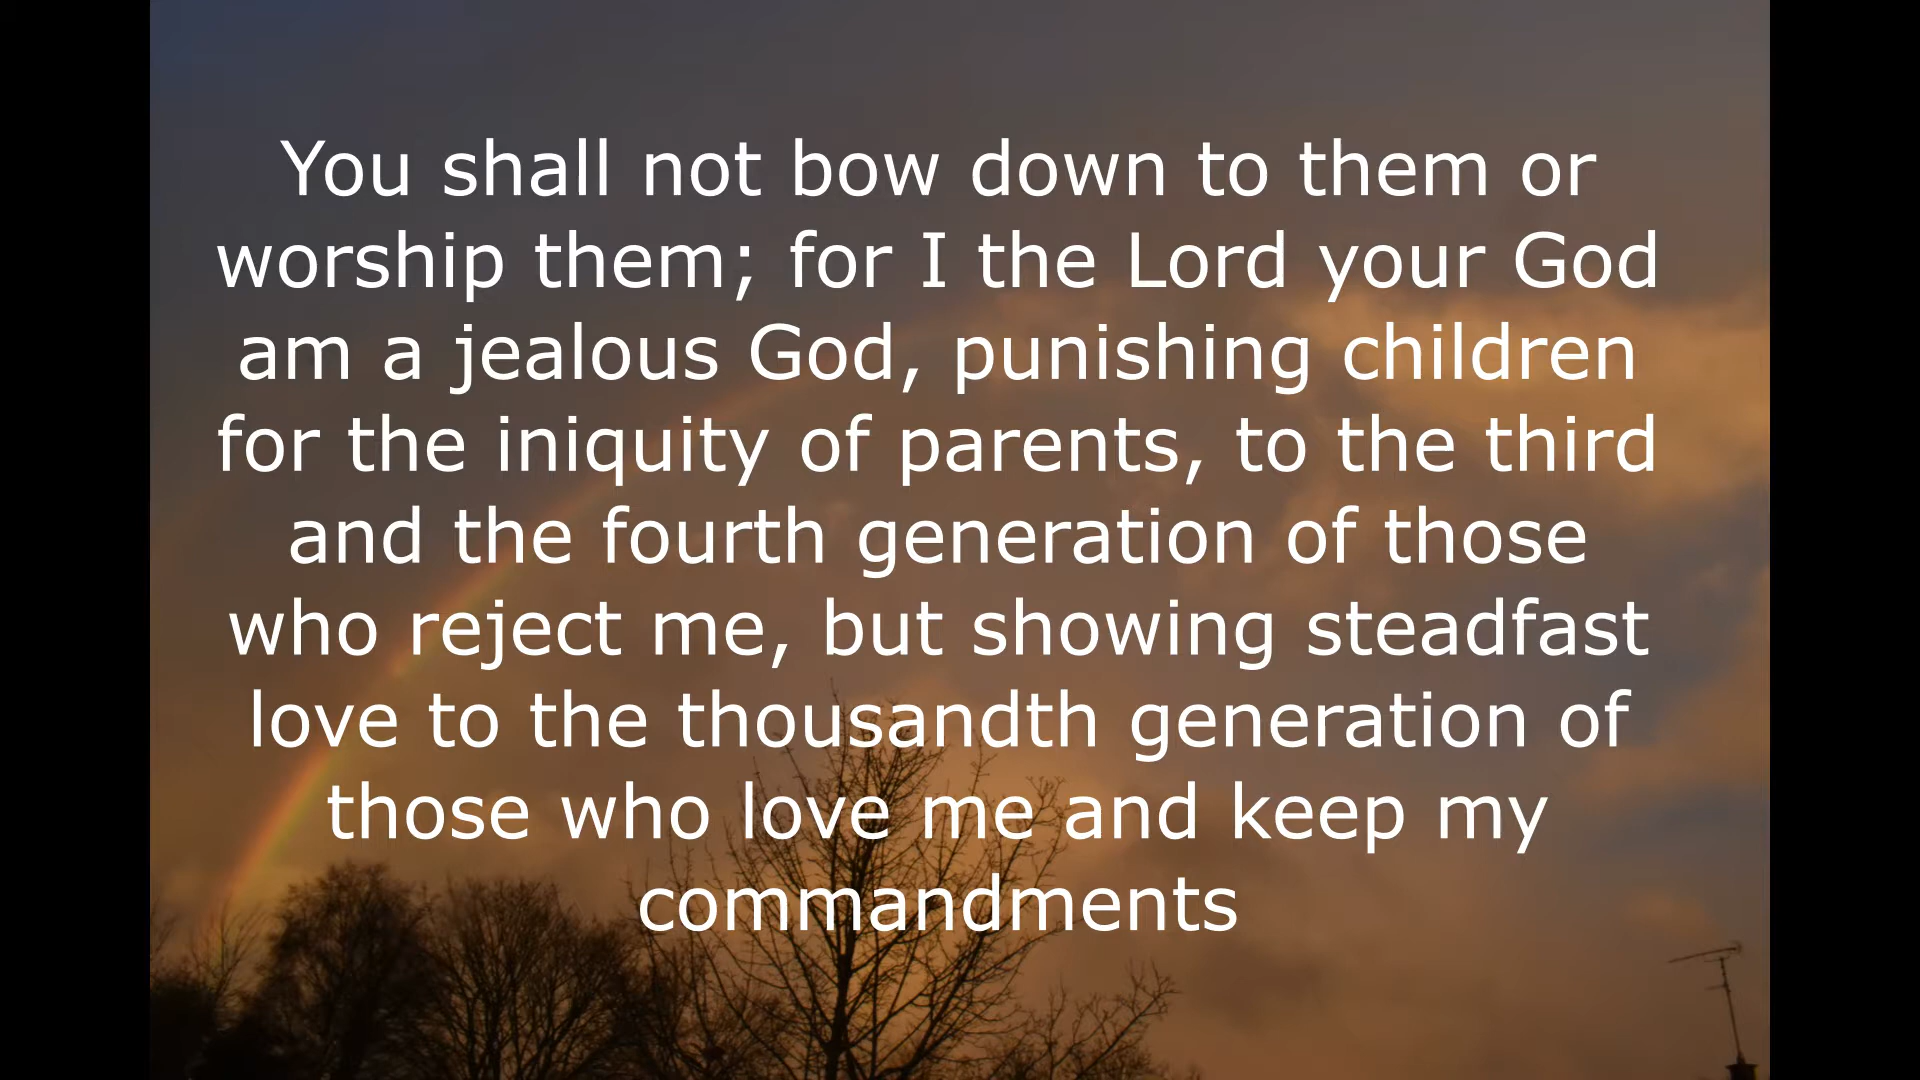 You shall not bow down to them or
worship them; for I the Lord your God
am a jealous God, punishing children
for the iniquity of parents, to the third
and the fourth generation of those
who reject me, but showing steadfast
love to the thousandth generation of
those who love me and keep my
commandments